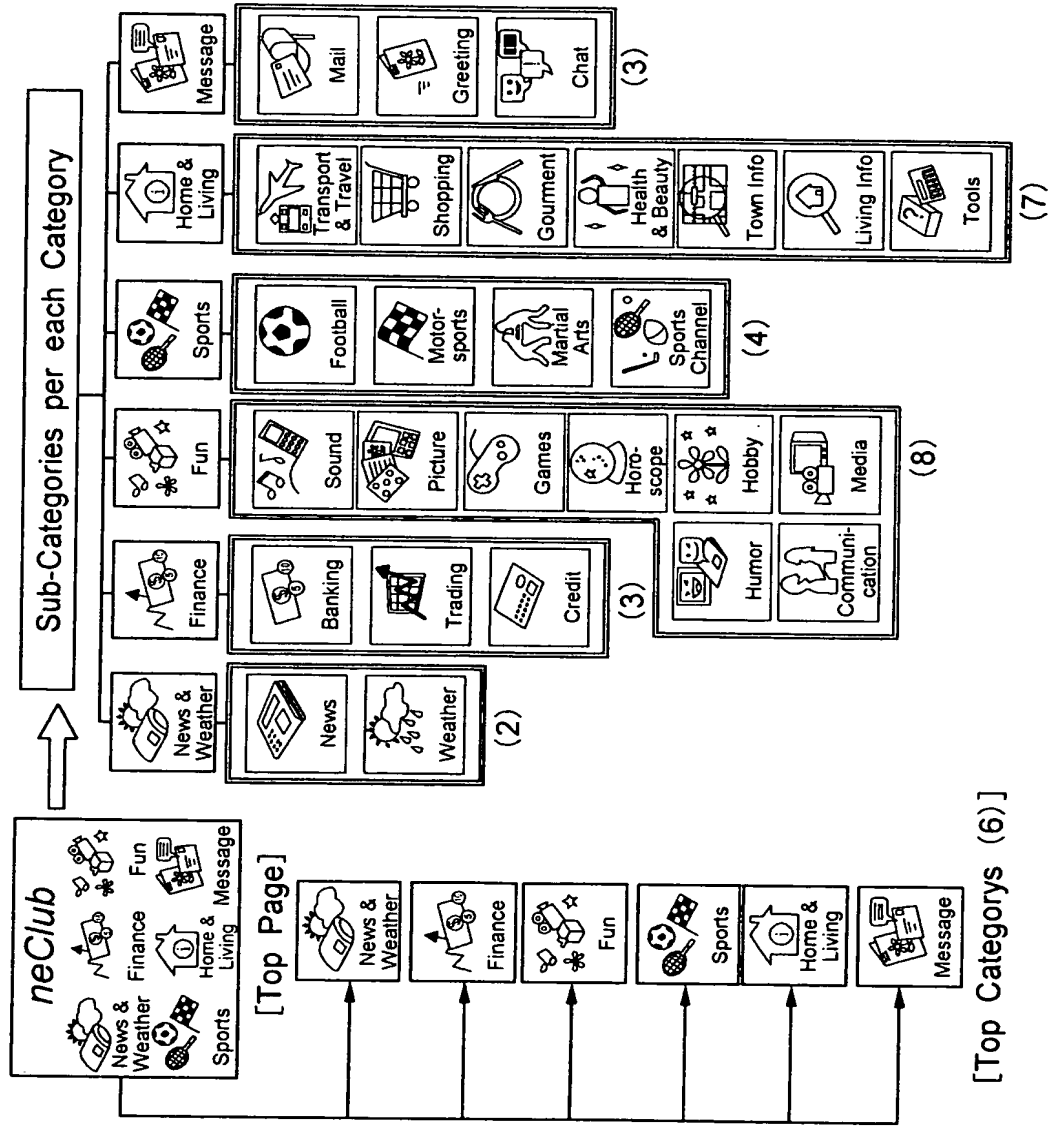 neClub
News &
Weather
Finance
Fun
Sports
Home &
Living
Message
[Top Page]
News &
Weather
Finance
Fun
Sports
Home &
Living
Message
[Top Categorys (6)]
Sub-Categories per each Category
News &
Weather
News
Weather
(2)
Finance
Banking
Trading
Credit
(3)
Fun
Sound
Picture
Games
Horo-
scope
Hobby
Media
Humor
Communi-
cation
(8)
Sports
Football
Motor-
sports
Martial
Arts
Sports
Channel
(4)
Home &
Living
Transport
& Travel
Shopping
Gourment
Health
& Beauty
Town Info
Living Info
Tools
(7)
Message
Mail
Greeting
Chat
(3)